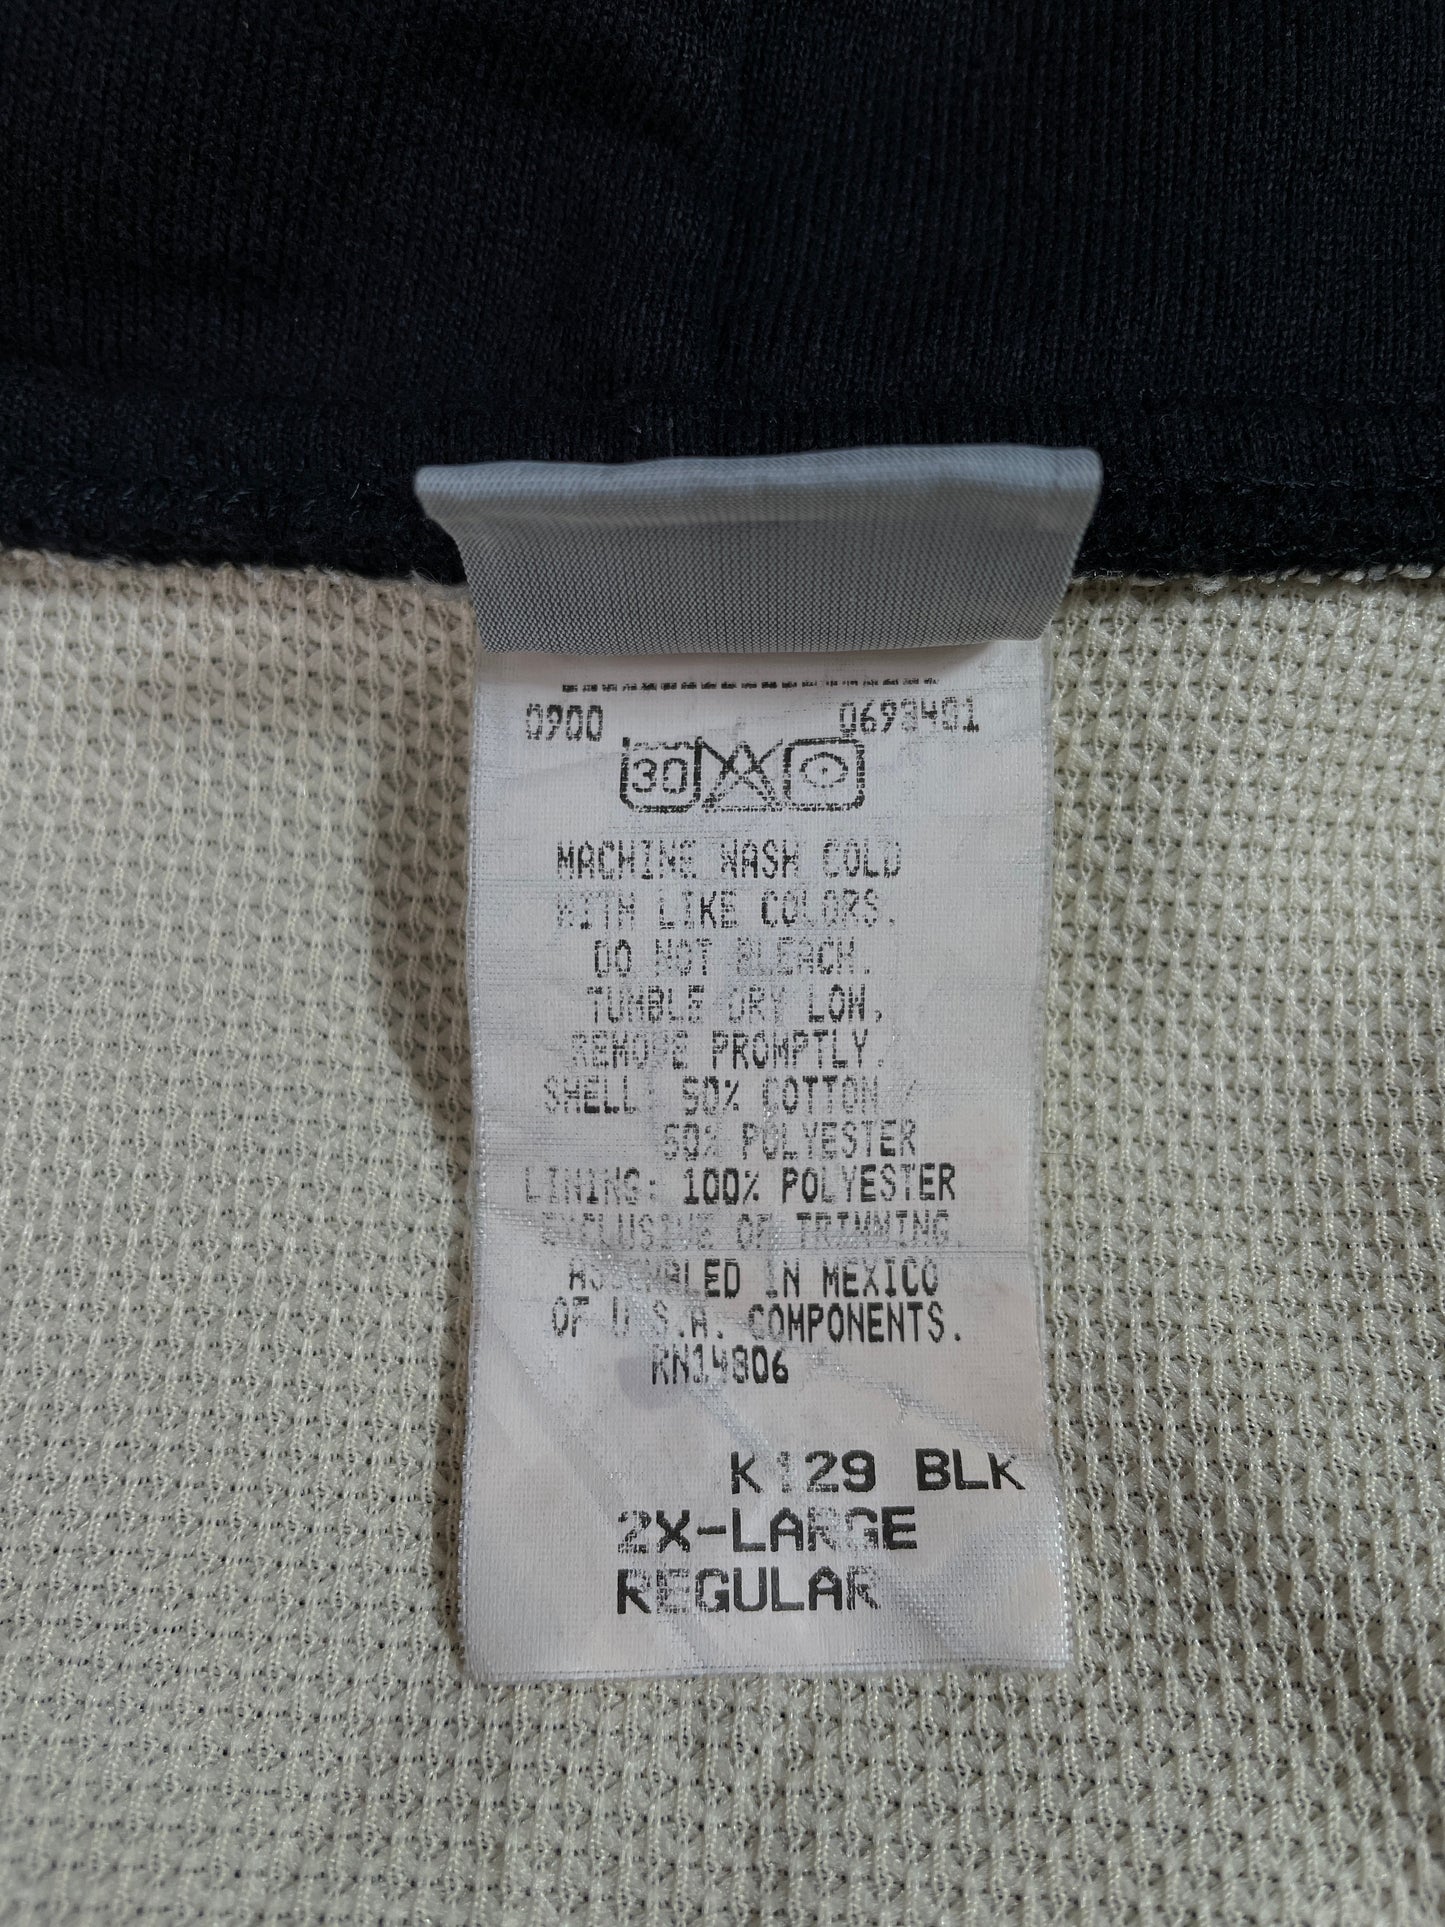 0900 0698401
30
MACHINE WASH COLD
WITH LIKE COLORS.
DO NOT BLEACH.
TUMBLE DRY LOW,
REMOVE PROMPTLY.
SHELL: 50% COTTON /
50% POLYESTER
LINING: 100% POLYESTER
EXCLUSIVE OF TRIMMING.
ASSEMBLED IN MEXICO
OF U.S.A. COMPONENTS.
RN14806
K129 BLK
2X-LARGE
REGULAR